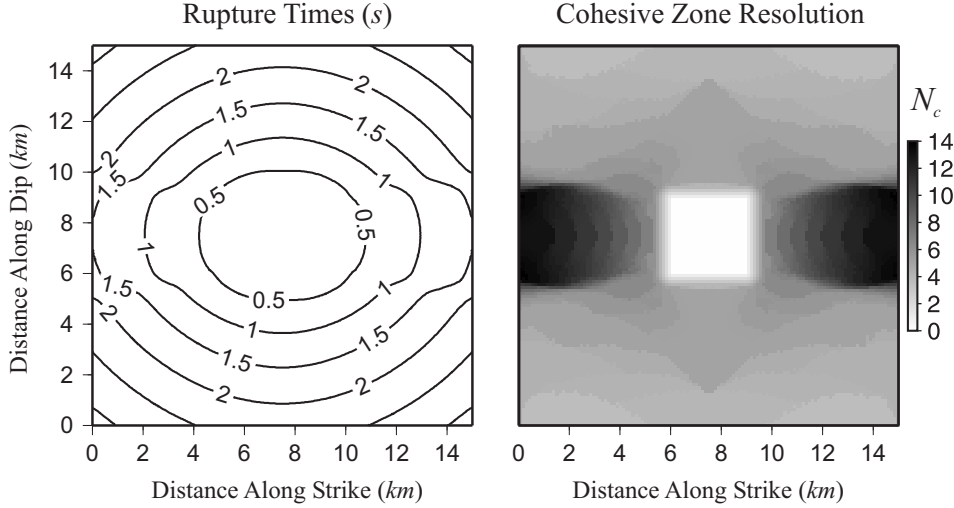 Rupture Times (s)
Cohesive Zone Resolution
Distance Along Dip (km)
14
12
10
8
6
4
2
0
0 2 4 6 8 10 12 14
Distance Along Strike (km)
2 2 2
1.5 1.5 1.5
1 1
0.5 0.5
1
0.5
1 1
1.5 1.5 1.5
2 2 2
0 2 4 6 8 10 12 14
Distance Along Strike (km)
Nc
14
12
10
8
6
4
2
0